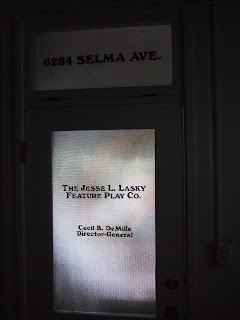 6284 SELMA AVE.
THE JESSE L. LASKY
FEATURE PLAY CO.
Cecil B. DeMille
Director-General